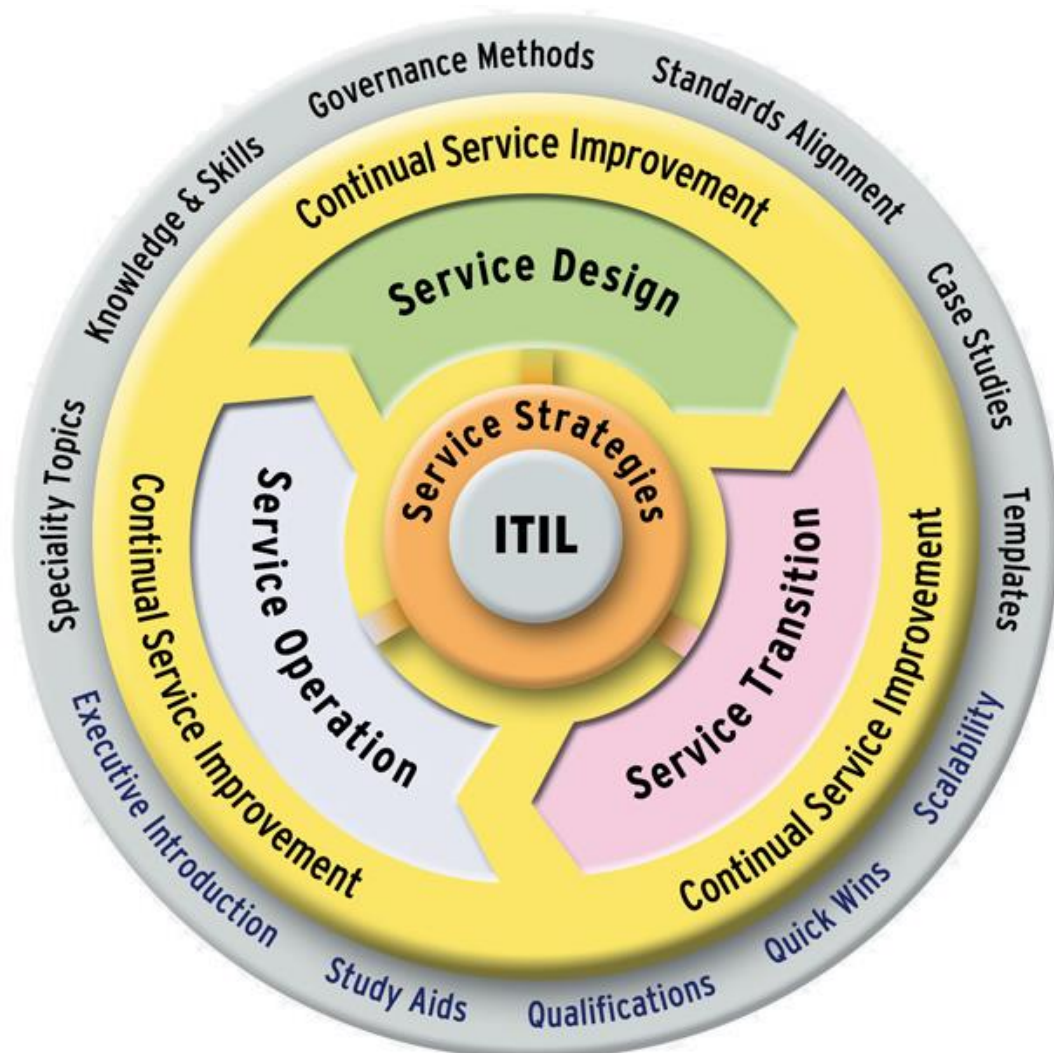 Governance Methods
Standards Alignment
Knowledge & Skills
Case Studies
Speciality Topics
Templates
Executive Introduction
Scalability
Study Aids
Qualifications
Quick Wins
Continual Service Improvement
Continual Service Improvement
Continual Service Improvement
Service Design
Service Operation
Service Transition
Service Strategies
ITIL